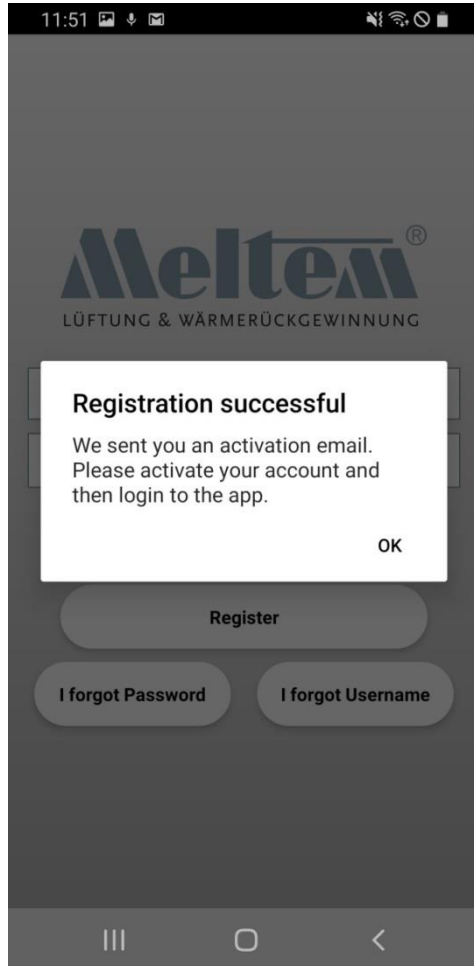 11:51
Meltem®
LÜFTUNG & WÄRMERÜCKGEWINNUNG
Registration successful
We sent you an activation email.
Please activate your account and
then login to the app.
OK
Register
I forgot Password
I forgot Username